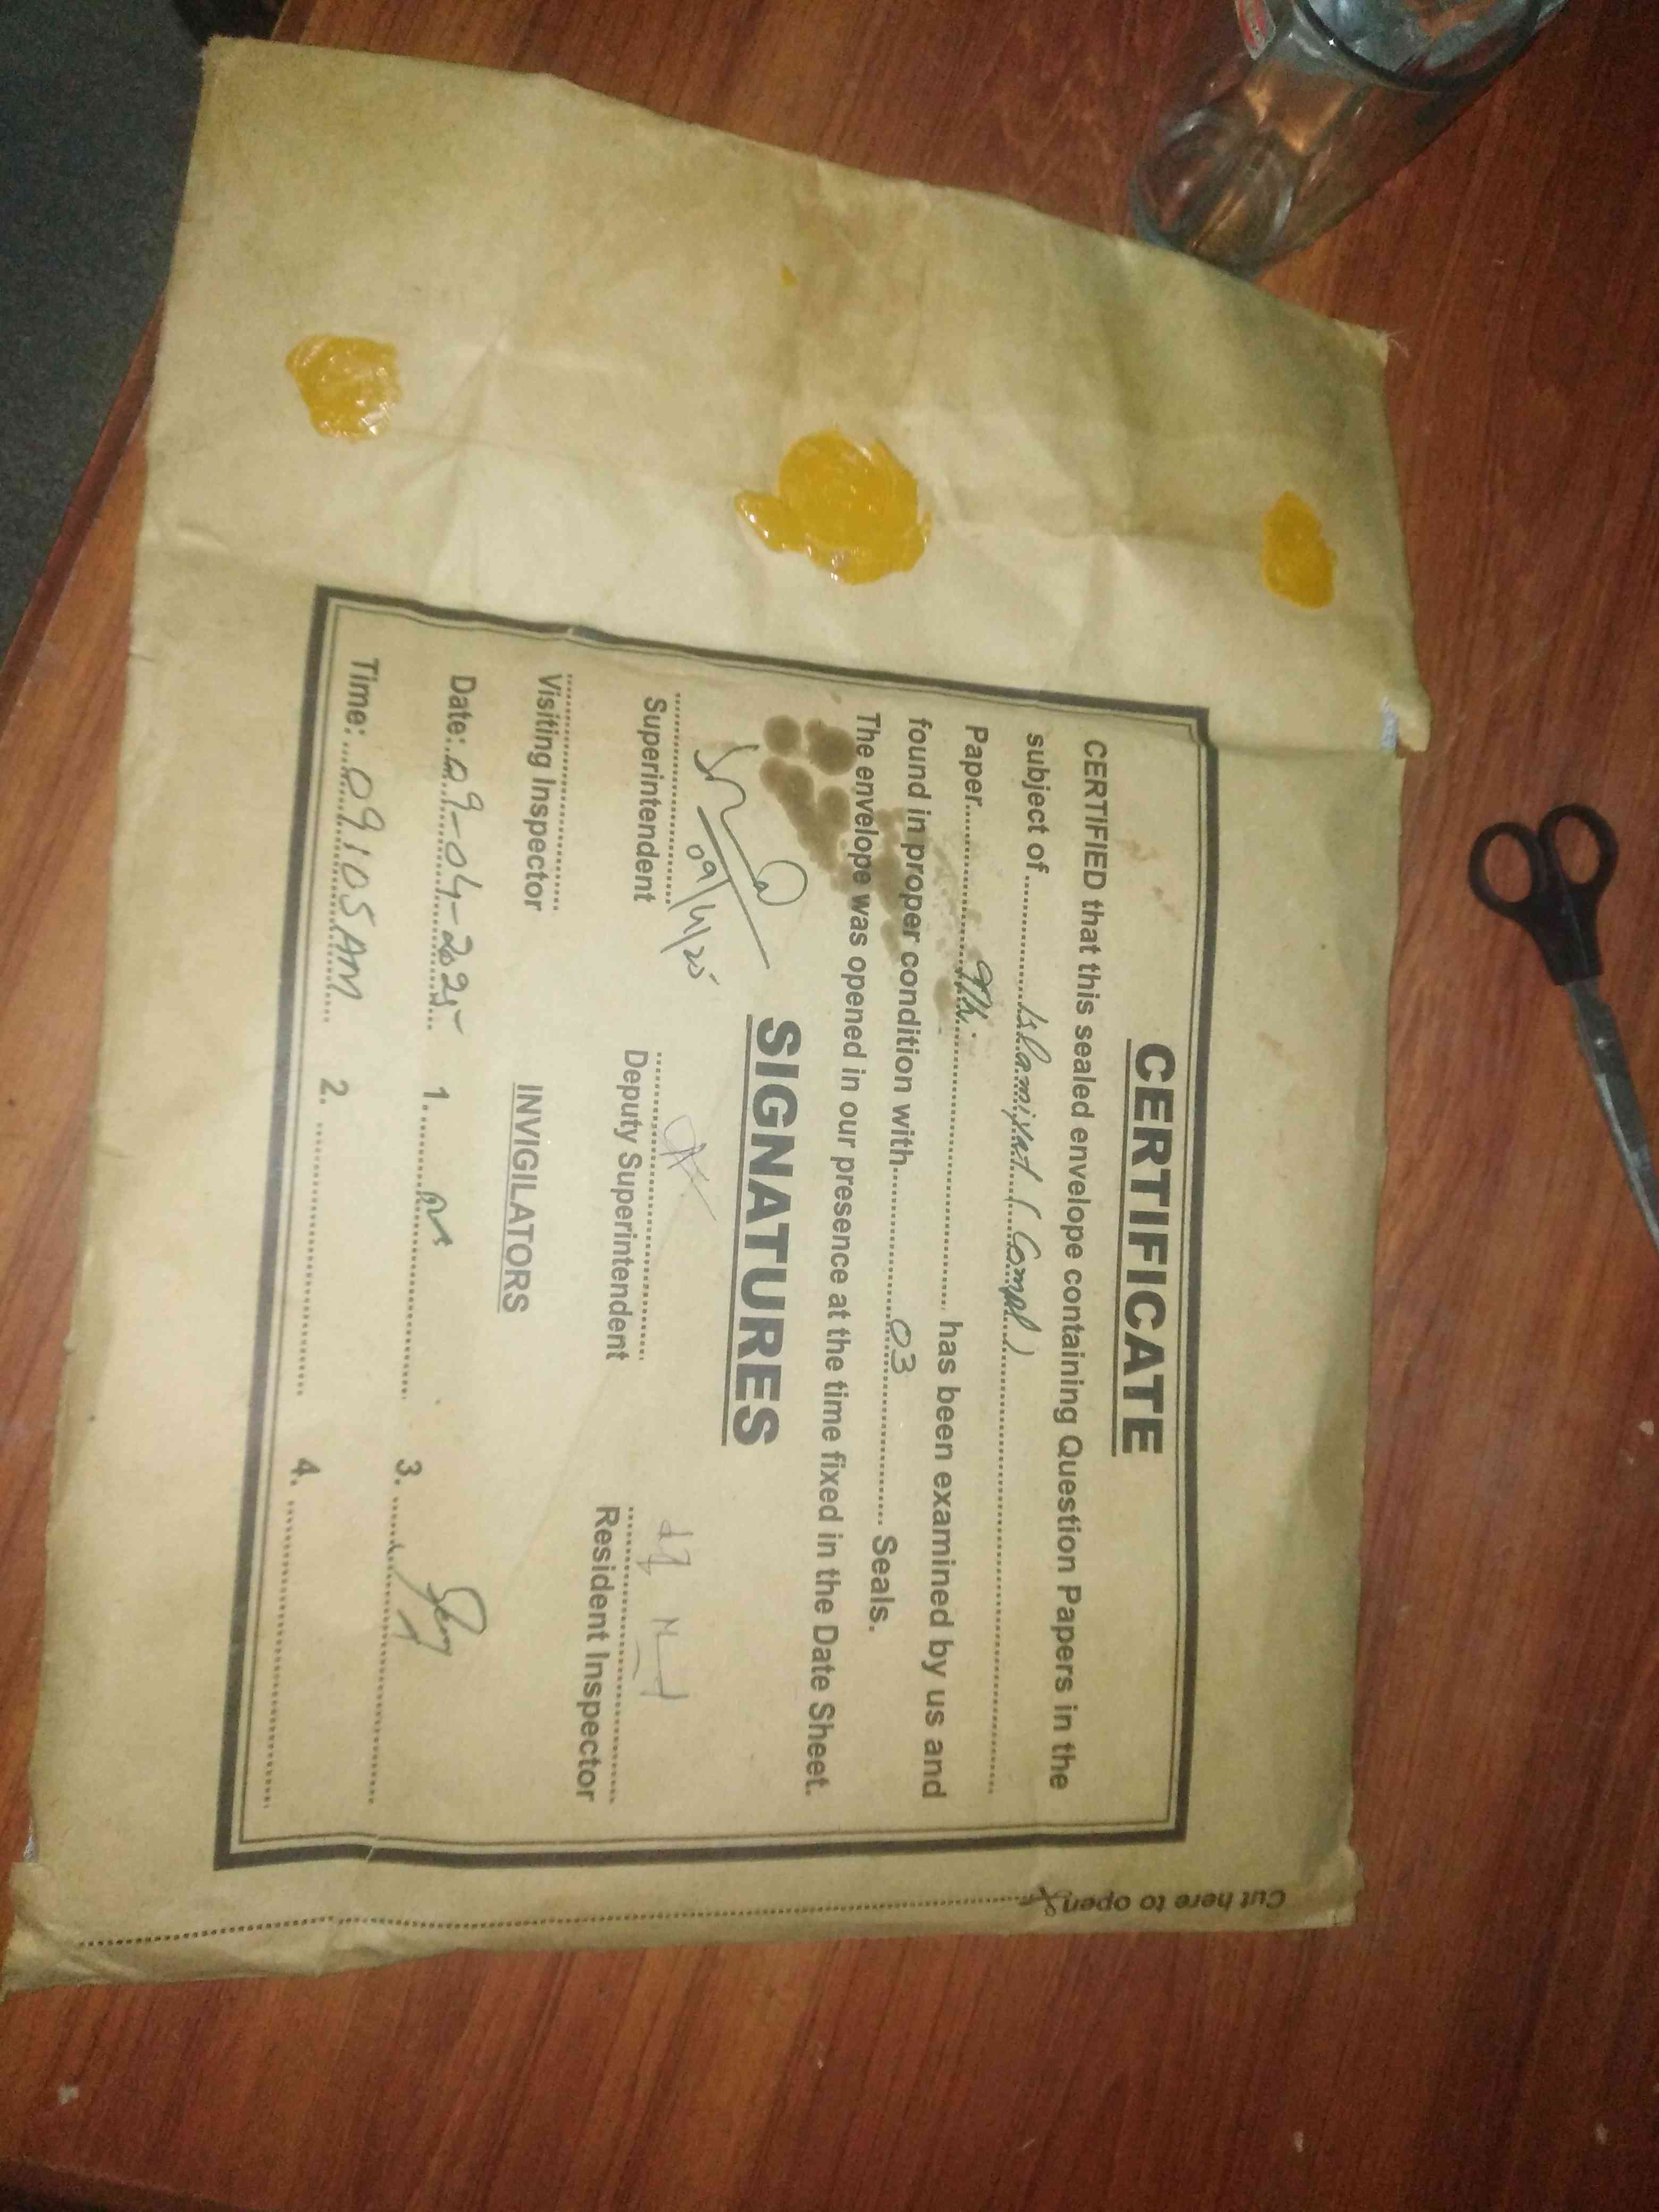 CERTIFICATE
CERTIFIED that this sealed envelope containing Question Papers in the
subject of ............ Islamiyat (Compl) ............
Paper ............ 9th. ............ has been examined by us and
found in proper condition with ............ 03 ............ Seals.
The envelope was opened in our presence at the time fixed in the Date Sheet.
SIGNATURES
09/4/25
Superintendent Deputy Superintendent Resident Inspector
Visiting Inspector INVIGILATORS
Date: 09-04-2025 1. ............ 3. ............
Time: 09:05 AM 2. ............ 4. ............
Cut here to open